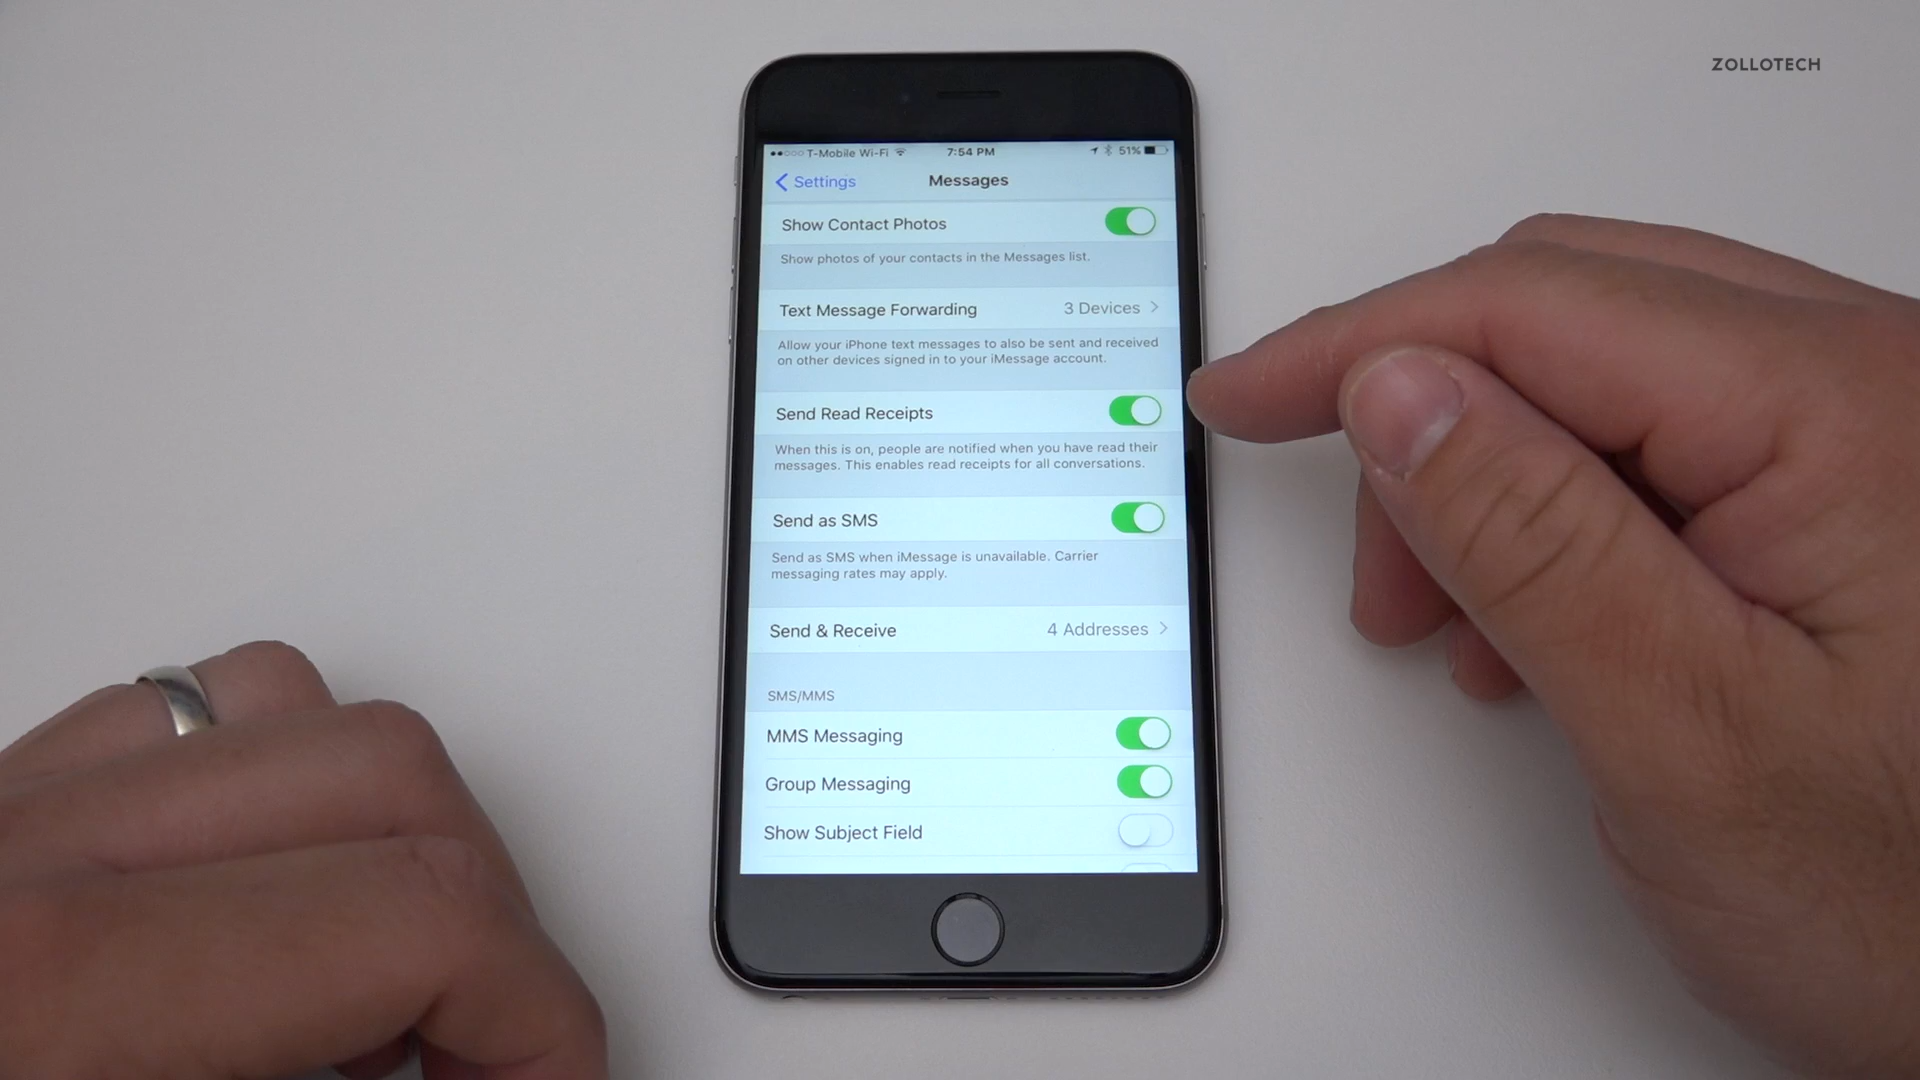 ZOLLOTECH
T-Mobile Wi-Fi 7:54 PM 51%
Settings Messages
Show Contact Photos
Show photos of your contacts in the Messages list.
Text Message Forwarding 3 Devices
Allow your iPhone text messages to also be sent and received
on other devices signed in to your iMessage account.
Send Read Receipts
When this is on, people are notified when you have read their
messages. This enables read receipts for all conversations.
Send as SMS
Send as SMS when iMessage is unavailable. Carrier
messaging rates may apply.
Send & Receive 4 Addresses
SMS/MMS
MMS Messaging
Group Messaging
Show Subject Field